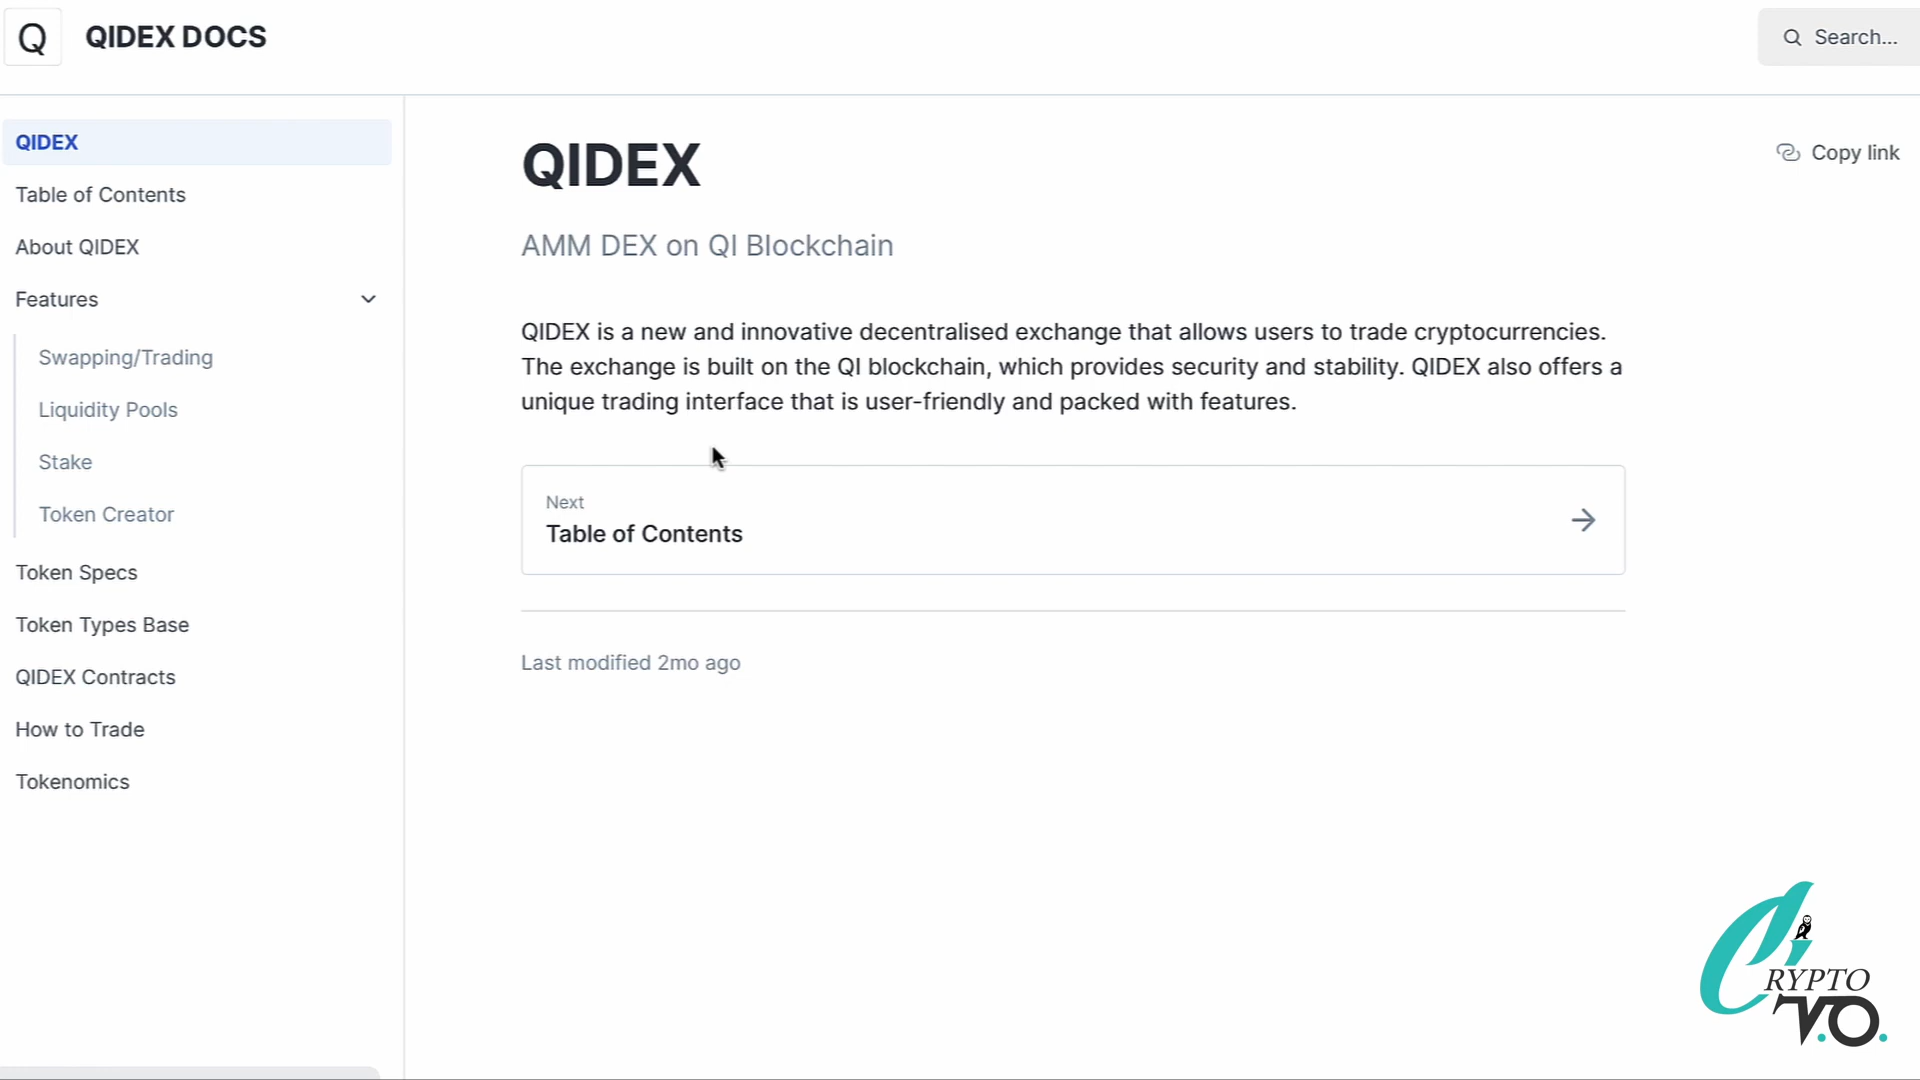 Q
QIDEX DOCS
Search...
QIDEX
Table of Contents
About QIDEX
Features
Swapping/Trading
Liquidity Pools
Stake
Token Creator
Token Specs
Token Types Base
QIDEX Contracts
How to Trade
Tokenomics
QIDEX
Copy link
AMM DEX on QI Blockchain
QIDEX is a new and innovative decentralised exchange that allows users to trade cryptocurrencies.
The exchange is built on the QI blockchain, which provides security and stability. QIDEX also offers a
unique trading interface that is user-friendly and packed with features.
Next
Table of Contents
Last modified 2mo ago
CRYPTO
V.O.